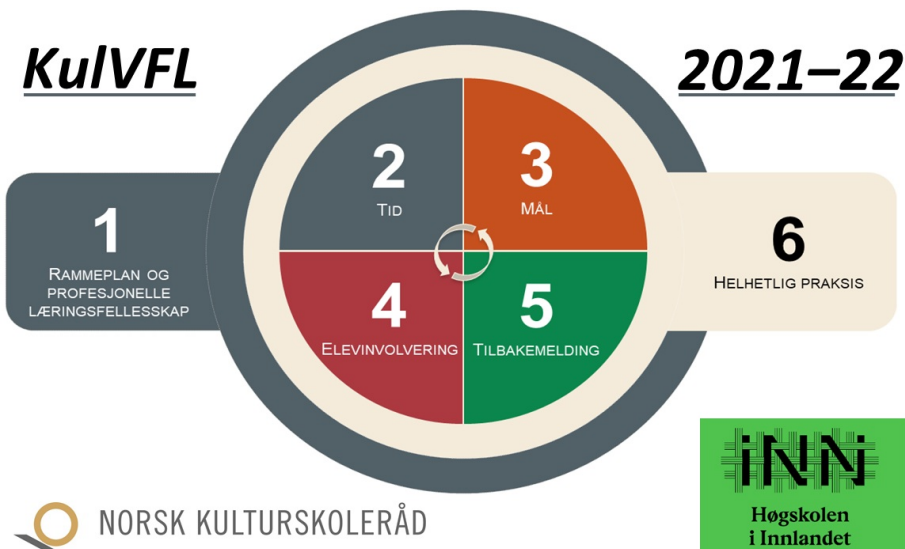 KulVFL
2021–22
1
RAMMEPLAN OG
PROFESJONELLE
LÆRINGSFELLESSKAP
2
TID
3
MÅL
4
ELEVINVOLVERING
5
TILBAKEMELDING
6
HELHETLIG PRAKSIS
NORSK KULTURSKOLERÅD
iNN
Høgskolen
i Innlandet